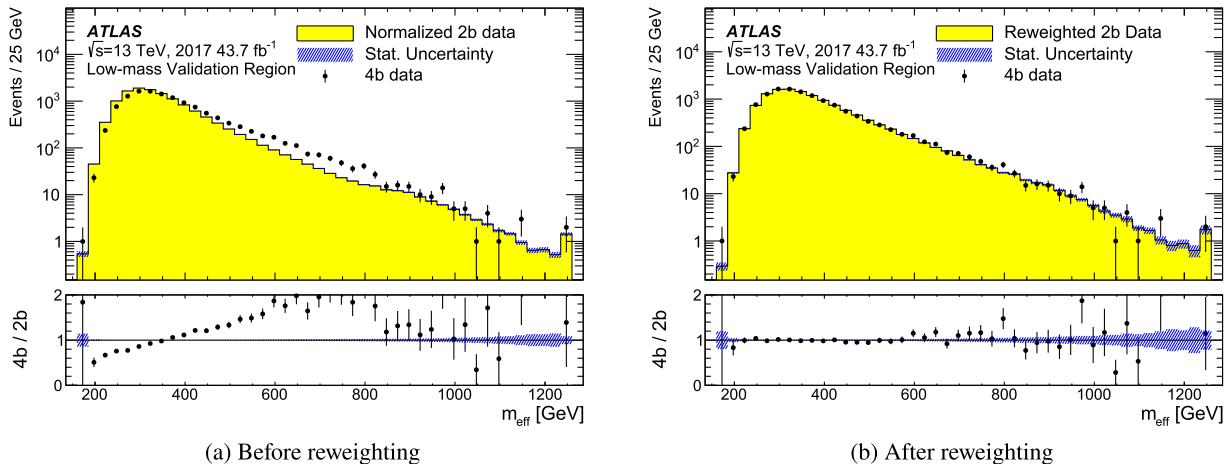 ATLAS
√s=13 TeV, 2017 43.7 fb-1
Low-mass Validation Region
Normalized 2b data
Stat. Uncertainty
4b data
Events / 25 GeV
10⁴
10³
10²
10
1
4b / 2b
2
1
0
200 400 600 800 1000 1200
meff [GeV]
(a) Before reweighting
ATLAS
√s=13 TeV, 2017 43.7 fb-1
Low-mass Validation Region
Reweighted 2b Data
Stat. Uncertainty
4b data
Events / 25 GeV
10⁴
10³
10²
10
1
4b / 2b
2
1
0
200 400 600 800 1000 1200
meff [GeV]
(b) After reweighting